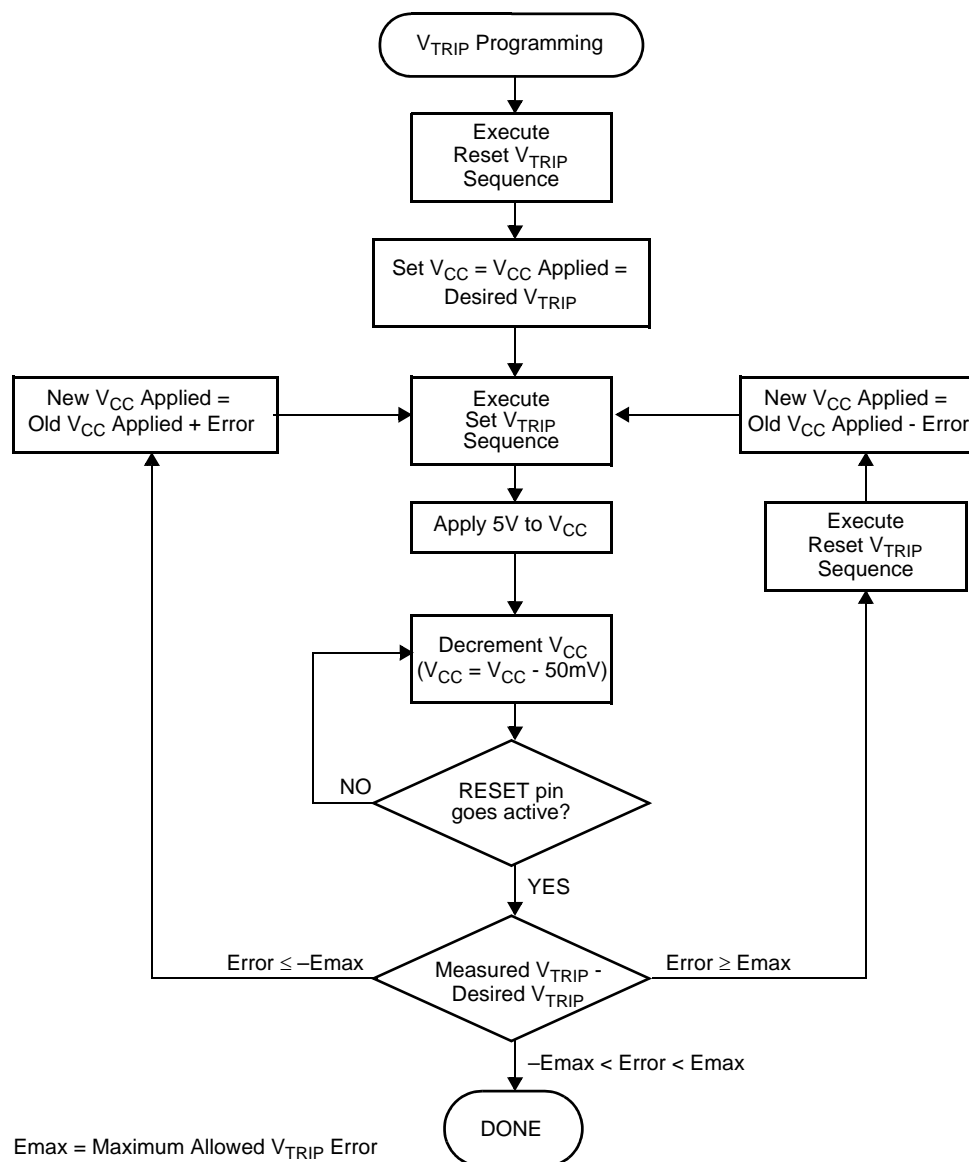 VTRIP Programming
Execute
Reset VTRIP
Sequence
Set VCC = VCC Applied =
Desired VTRIP
New VCC Applied =
Old VCC Applied + Error
Execute
Set VTRIP
Sequence
New VCC Applied =
Old VCC Applied - Error
Apply 5V to VCC
Execute
Reset VTRIP
Sequence
Decrement VCC
(VCC = VCC - 50mV)
NO
RESET pin
goes active?
YES
Error ≤ –Emax
Measured VTRIP -
Desired VTRIP
Error ≥ Emax
–Emax < Error < Emax
DONE
Emax = Maximum Allowed VTRIP Error